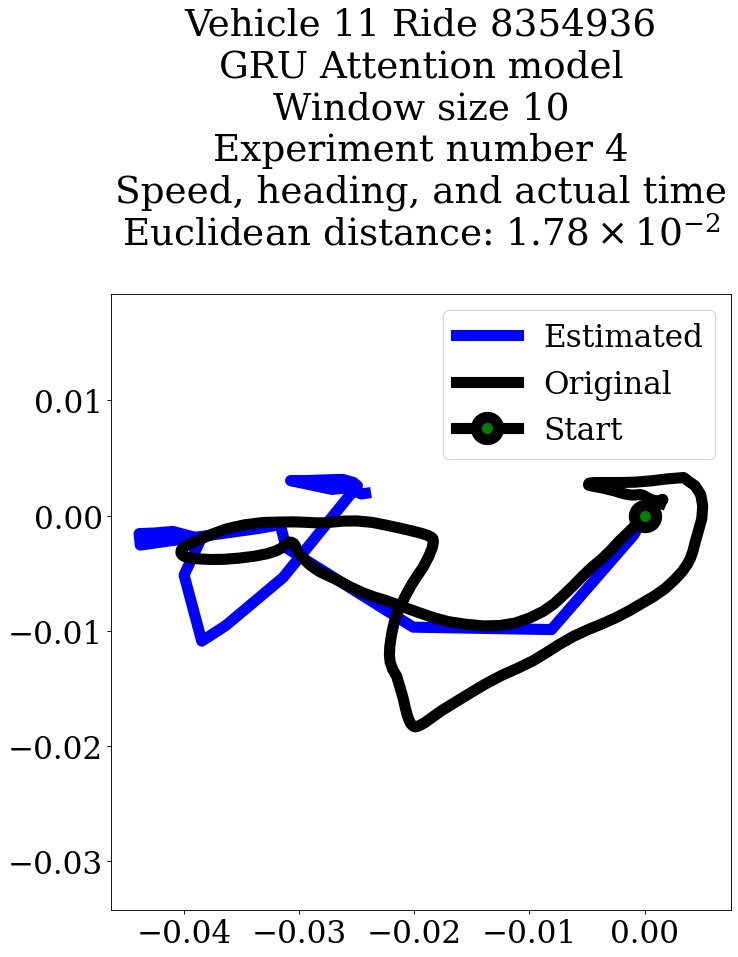 Vehicle 11 Ride 8354936
GRU Attention model
Window size 10
Experiment number 4
Speed, heading, and actual time
Euclidean distance: 1.78 × 10⁻²
Estimated
Original
Start
0.01
0.00
−0.01
−0.02
−0.03
−0.04 −0.03 −0.02 −0.01 0.00